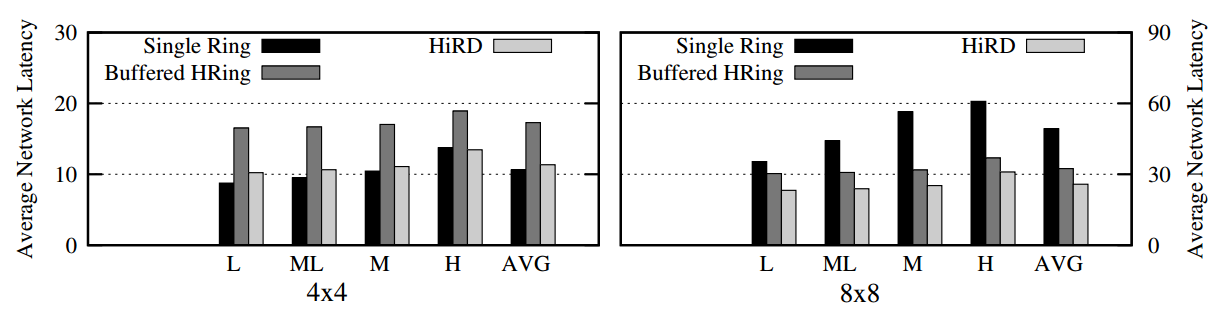 Average Network Latency
30
20
10
0
Single Ring
Buffered HRing
HiRD
L ML M H AVG
4x4
Single Ring
Buffered HRing
HiRD
L ML M H AVG
8x8
90
60
30
0
Average Network Latency